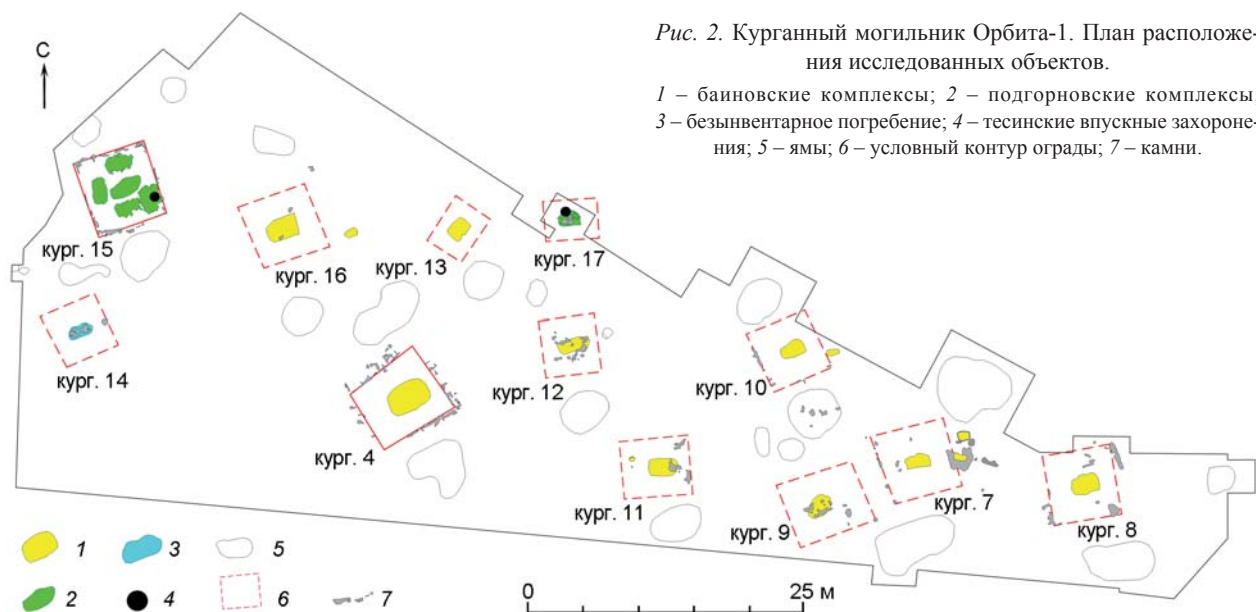 Рис. 2. Курганный могильник Орбита-1. План расположе-
ния исследованных объектов.
1 – баиновские комплексы; 2 – подгорновские комплексы
3 – безынвентарное погребение; 4 – тесинские впускные захороне-
ния; 5 – ямы; 6 – условный контур ограды; 7 – камни.
С
кург. 15
кург. 16
кург. 13
кург. 17
кург. 14
кург. 12
кург. 10
кург. 4
кург. 11
кург. 9
кург. 7
кург. 8
1 3 5
2 4 6 7
0 25 м